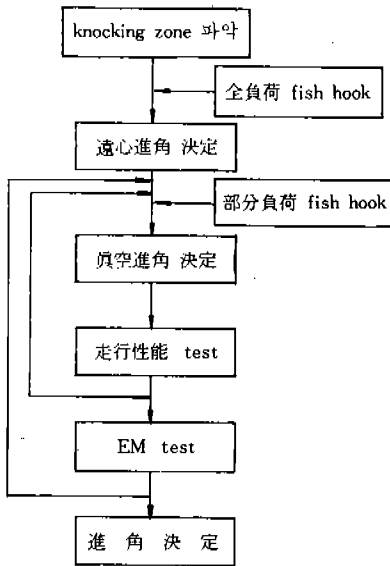 knocking zone 파악
全負荷 fish hook
遠心進角 決定
部分負荷 fish hook
眞空進角 決定
走行性能 test
EM test
進 角 決 定